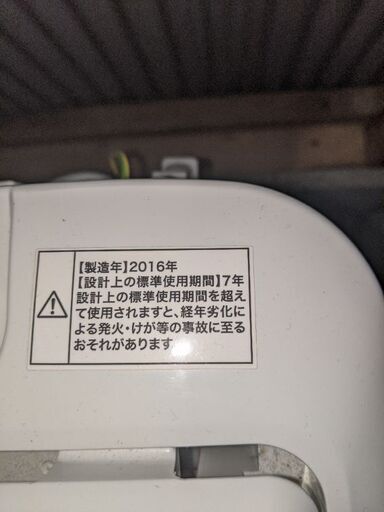 【製造年】2016年
【設計上の標準使用期間】7年
設計上の標準使用期間を超え
て使用されますと、経年劣化に
よる発火・けが等の事故に至る
おそれがあります。